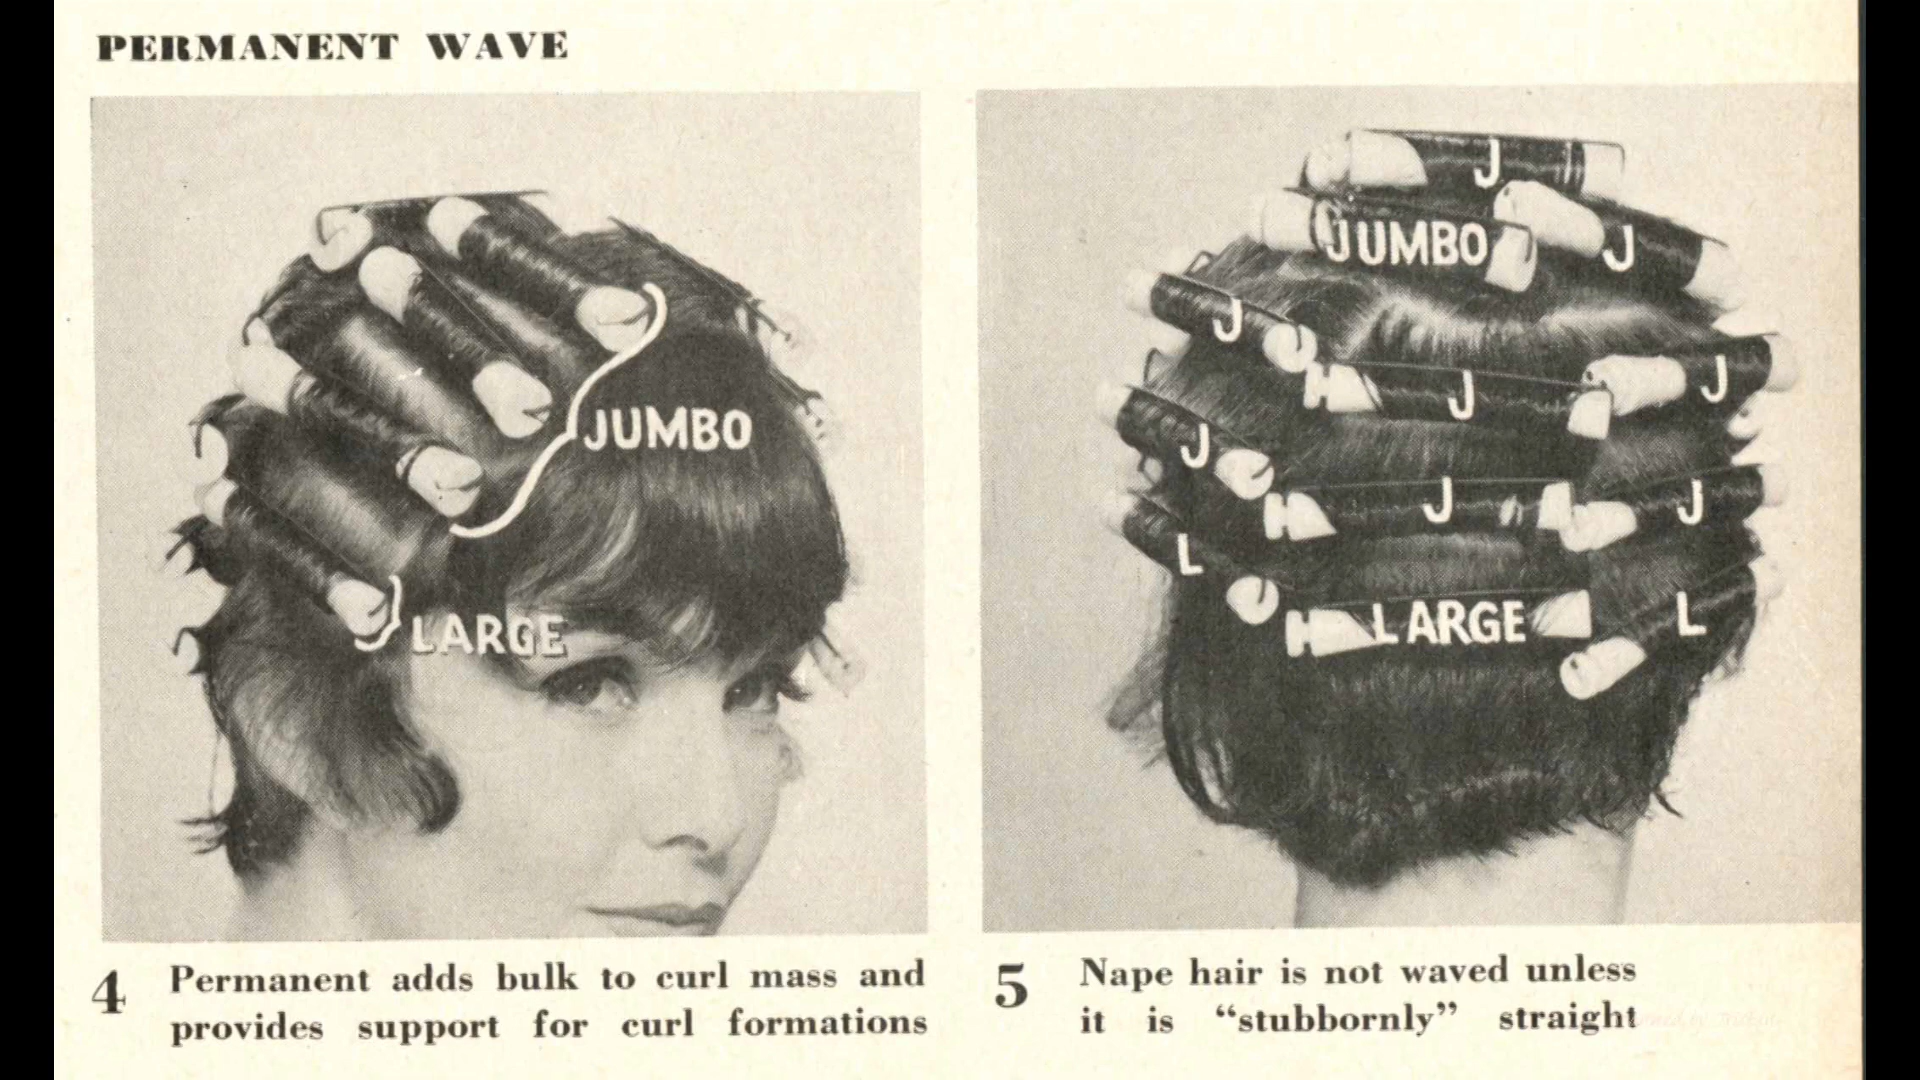 PERMANENT WAVE
JUMBO
LARGE
J
JUMBO
J
J
J
J
J
J
J
L
LARGE
L
4 Permanent adds bulk to curl mass and
provides support for curl formations
5 Nape hair is not waved unless
it is “stubbornly” straight